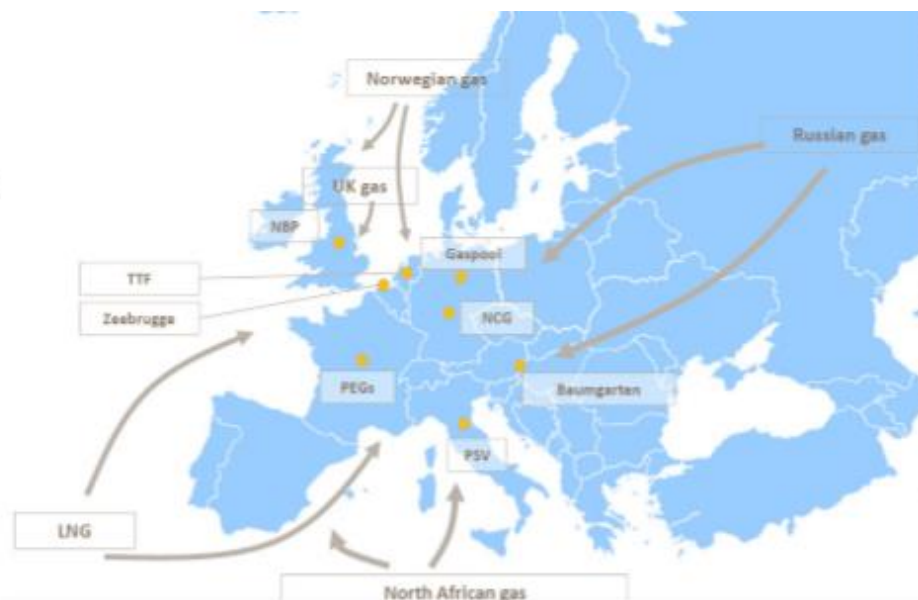 Norwegian gas
Russian gas
UK gas
NBP
Gaspool
TTF
Zeebrugge
NCG
PEGs
Baumgarten
PSV
LNG
North African gas